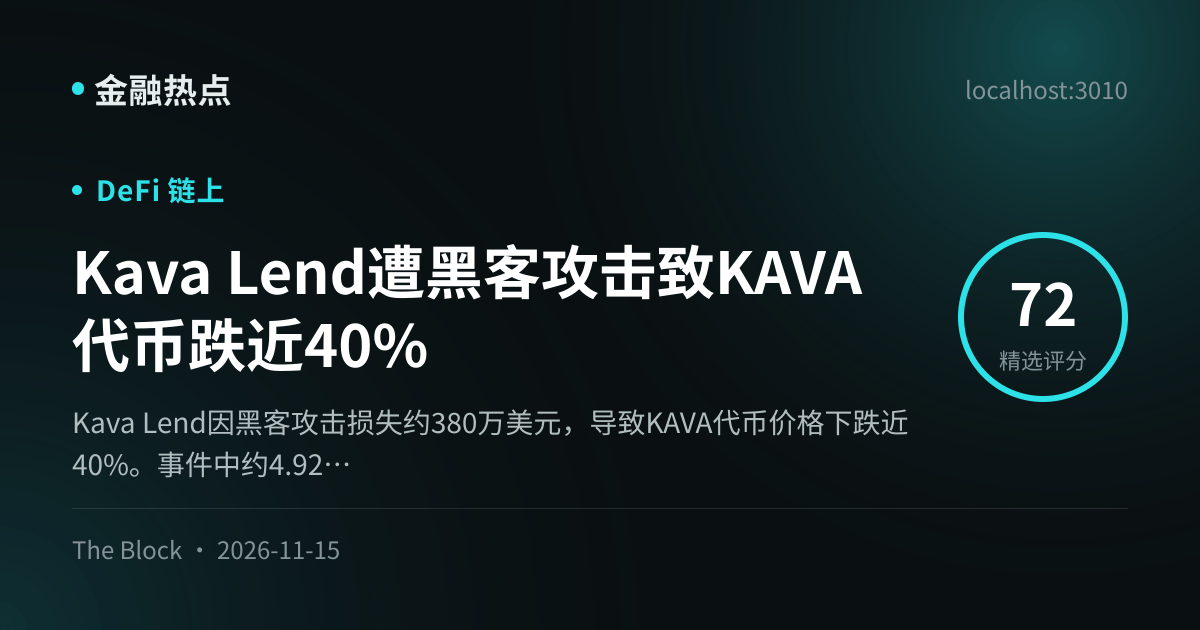 金融热点
localhost:3010
DeFi 链上
Kava Lend遭黑客攻击致KAVA
代币跌近40%
72
精选评分
Kava Lend因黑客攻击损失约380万美元，导致KAVA代币价格下跌近
40%。事件中约4.92…
The Block • 2026-11-15